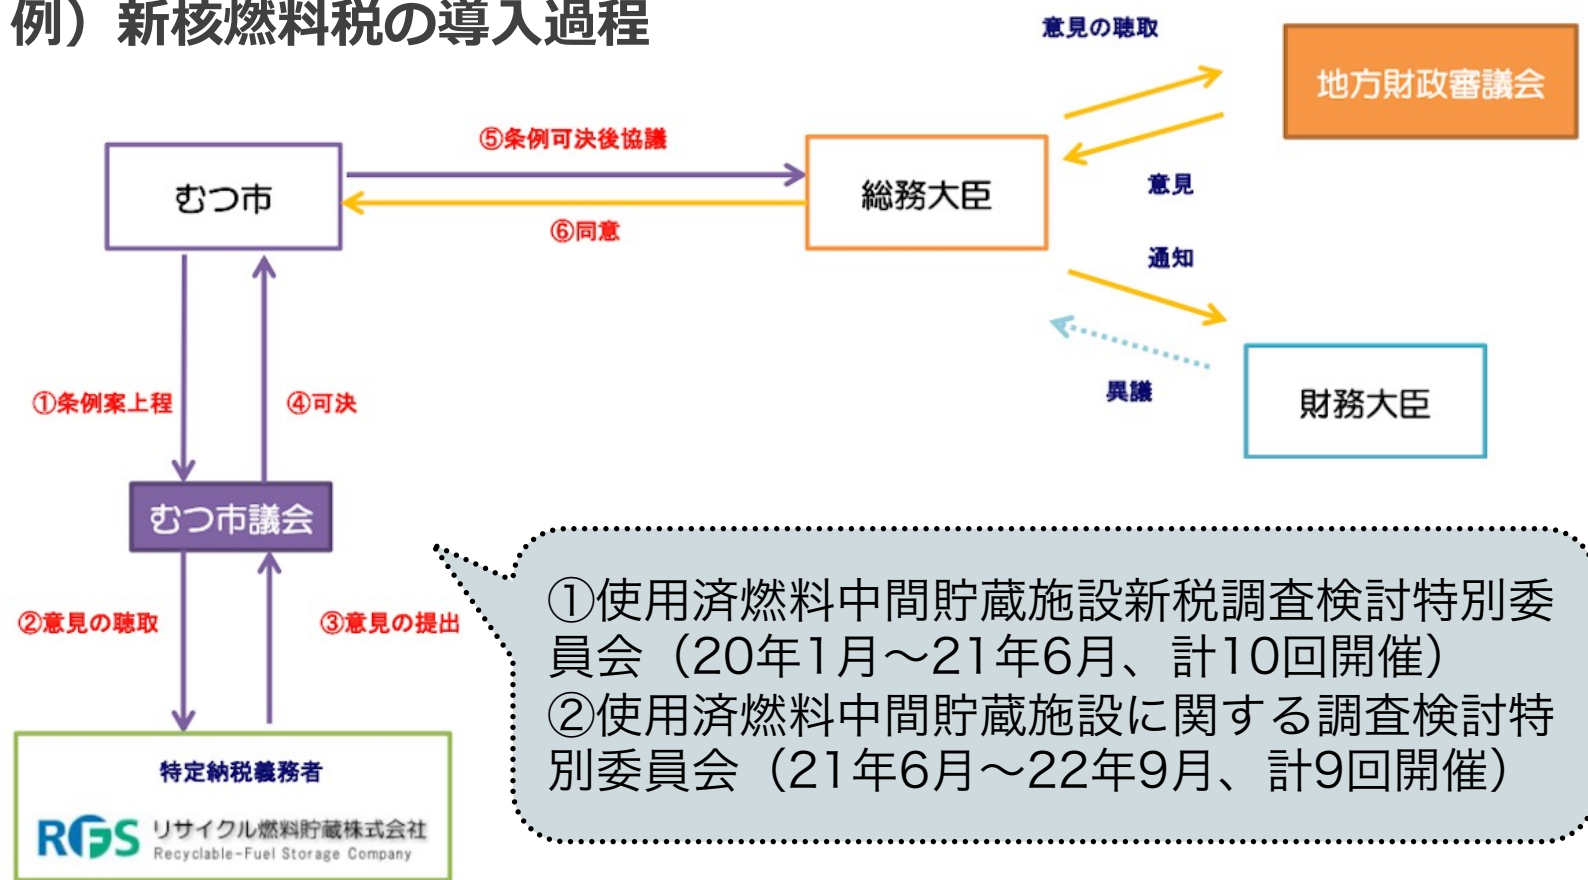 例）新核燃料税の導入過程
意見の聴取
地方財政審議会
⑤条例可決後協議
むつ市
総務大臣
意見
⑥同意
通知
異議
財務大臣
①条例案上程
④可決
むつ市議会
②意見の聴取
③意見の提出
①使用済燃料中間貯蔵施設新税調査検討特別委
員会（20年1月～21年6月、計10回開催）
②使用済燃料中間貯蔵施設に関する調査検討特
別委員会（21年6月～22年9月、計9回開催）
特定納税義務者
RFS リサイクル燃料貯蔵株式会社
Recyclable-Fuel Storage Company